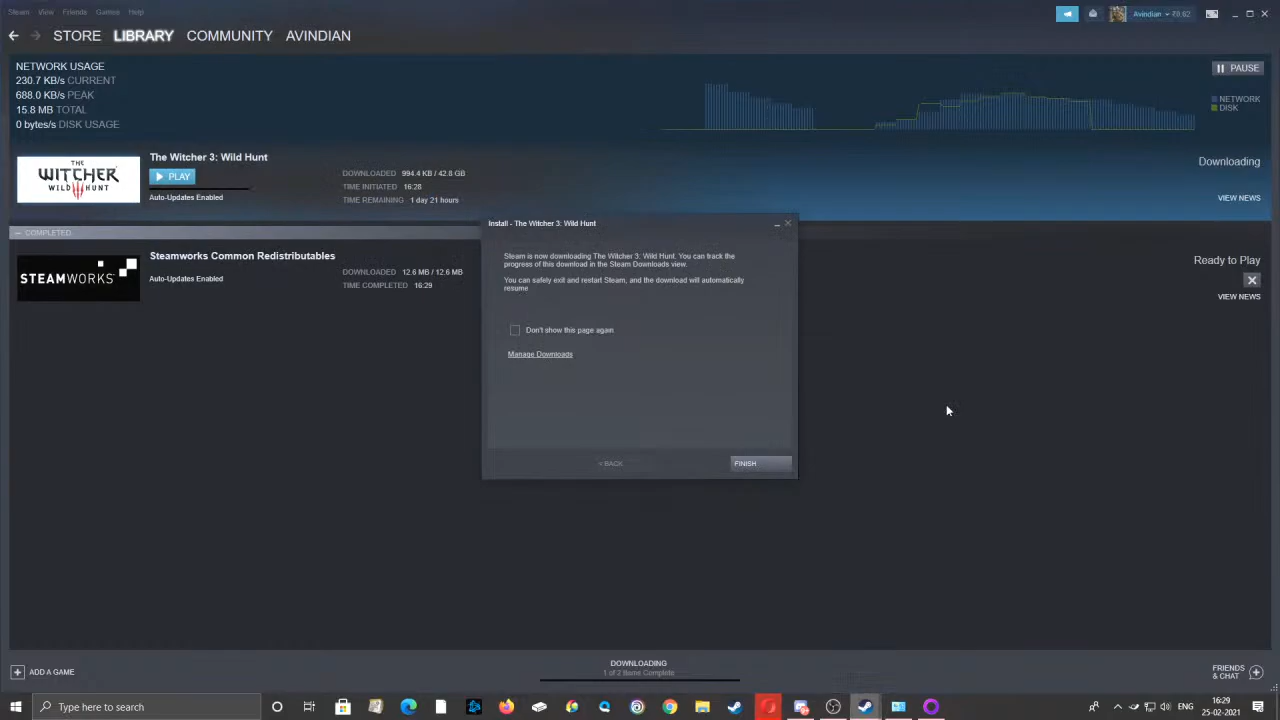 Steam View Friends Games Help
Avindian ₹8.62
STORE LIBRARY COMMUNITY AVINDIAN
NETWORK USAGE
230.7 KB/s CURRENT
688.0 KB/s PEAK
15.8 MB TOTAL
0 bytes/s DISK USAGE
PAUSE
NETWORK
DISK
THE
WITCHER
WILD HUNT
The Witcher 3: Wild Hunt
PLAY
Auto-Updates Enabled
DOWNLOADED 994.4 KB / 42.8 GB
TIME INITIATED 16:28
TIME REMAINING 1 day 21 hours
Downloading
VIEW NEWS
COMPLETED
STEAMWORKS
Steamworks Common Redistributables
Auto-Updates Enabled
DOWNLOADED 12.6 MB / 12.6 MB
TIME COMPLETED 16:29
Ready to Play
VIEW NEWS
Install - The Witcher 3: Wild Hunt
Steam is now downloading The Witcher 3: Wild Hunt. You can track the
progress of this download in the Steam Downloads view.
You can safely exit and restart Steam, and the download will automatically
resume
Don't show this page again
Manage Downloads
< BACK
FINISH
ADD A GAME
DOWNLOADING
1 of 2 Items Complete
FRIENDS
& CHAT
Type here to search
16:29
25-02-2021